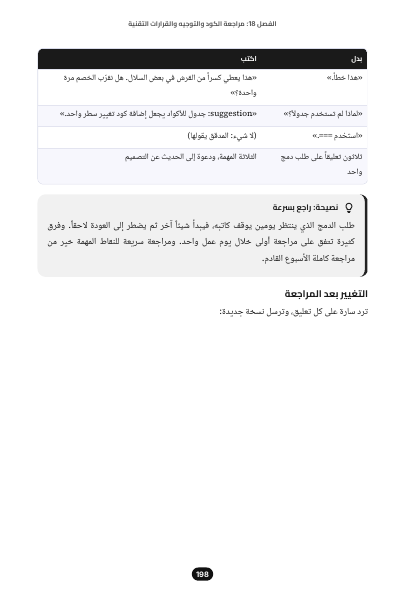 الفصل 18: مراجعة الكود والتوجيه والقرارات التقنية
بدل اكتب
«هذا خطأ.» «هذا يعطي كسراً من القرش في بعض السلال. هل نقرّب الخصم مرة
واحدة؟»
«لماذا لم تستخدم جدولاً؟» «suggestion: جدول للأكواد يجعل إضافة كود تغيير سطر واحد.»
«استخدم ===.» (لا شيء: المدقق يقولها)
ثلاثون تعليقاً على طلب دمج الثلاثة المهمة، ودعوة إلى الحديث عن التصميم
واحد
نصيحة: راجع بسرعة
طلب الدمج الذي ينتظر يومين يوقف كاتبه، فيبدأ شيئاً آخر ثم يضطر إلى العودة لاحقاً. وفرق
كثيرة تتفق على مراجعة أولى خلال يوم عمل واحد. ومراجعة سريعة للنقاط المهمة خير من
مراجعة كاملة الأسبوع القادم.
التغيير بعد المراجعة
ترد سارة على كل تعليق، وترسل نسخة جديدة:
198